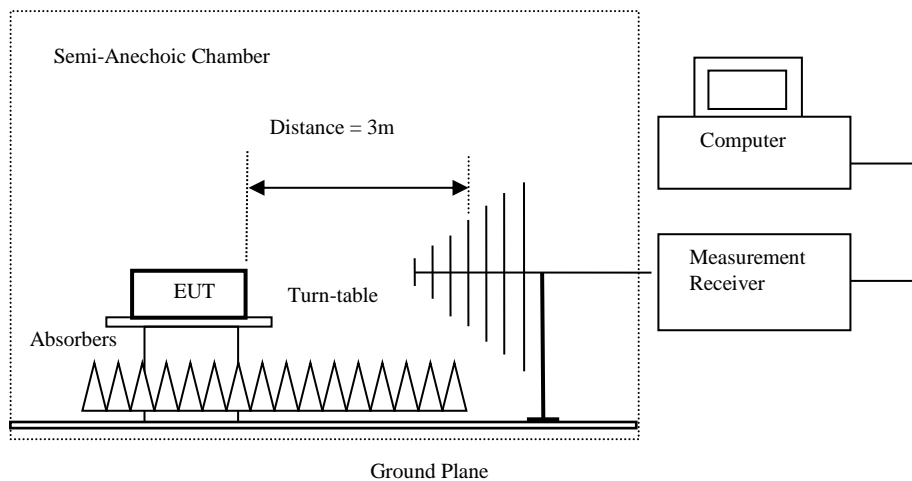 Semi-Anechoic Chamber
Distance = 3m
Computer
Measurement
Receiver
EUT
Turn-table
Absorbers
Ground Plane